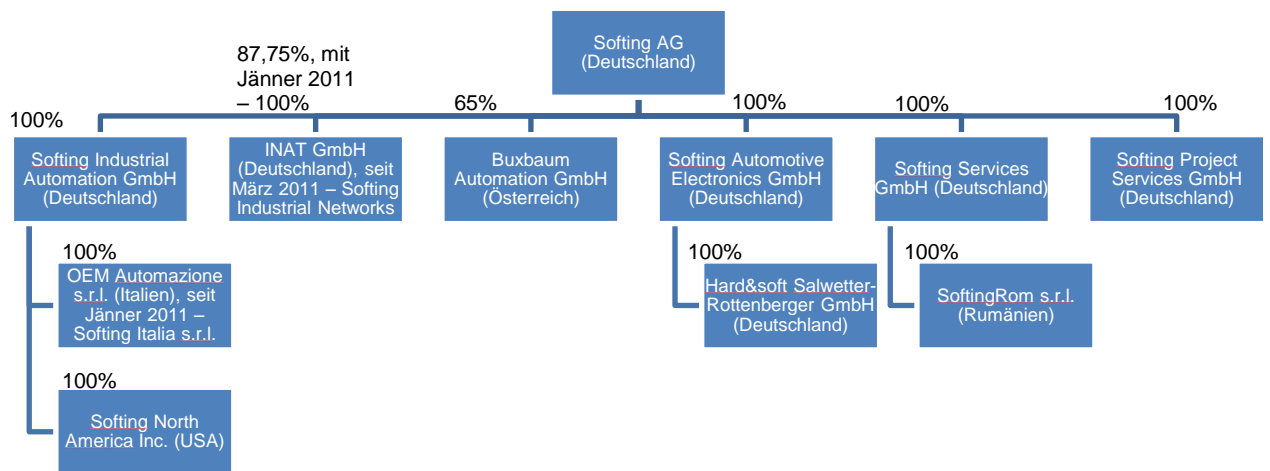 Softing AG
(Deutschland)
87,75%, mit
Jänner 2011
– 100%
65%
100%
100%
100%
100%
Softing Industrial
Automation GmbH
(Deutschland)
INAT GmbH
(Deutschland), seit
März 2011 – Softing
Industrial Networks
Buxbaum
Automation GmbH
(Österreich)
Softing Automotive
Electronics GmbH
(Deutschland)
Softing Services
GmbH (Deutschland)
Softing Project
Services GmbH
(Deutschland)
100%
OEM Automazione
s.r.l. (Italien), seit
Jänner 2011 –
Softing Italia s.r.l.
100%
Hard&soft Salwetter-
Rottenberger GmbH
(Deutschland)
100%
SoftingRom s.r.l.
(Rumänien)
100%
Softing North
America Inc. (USA)